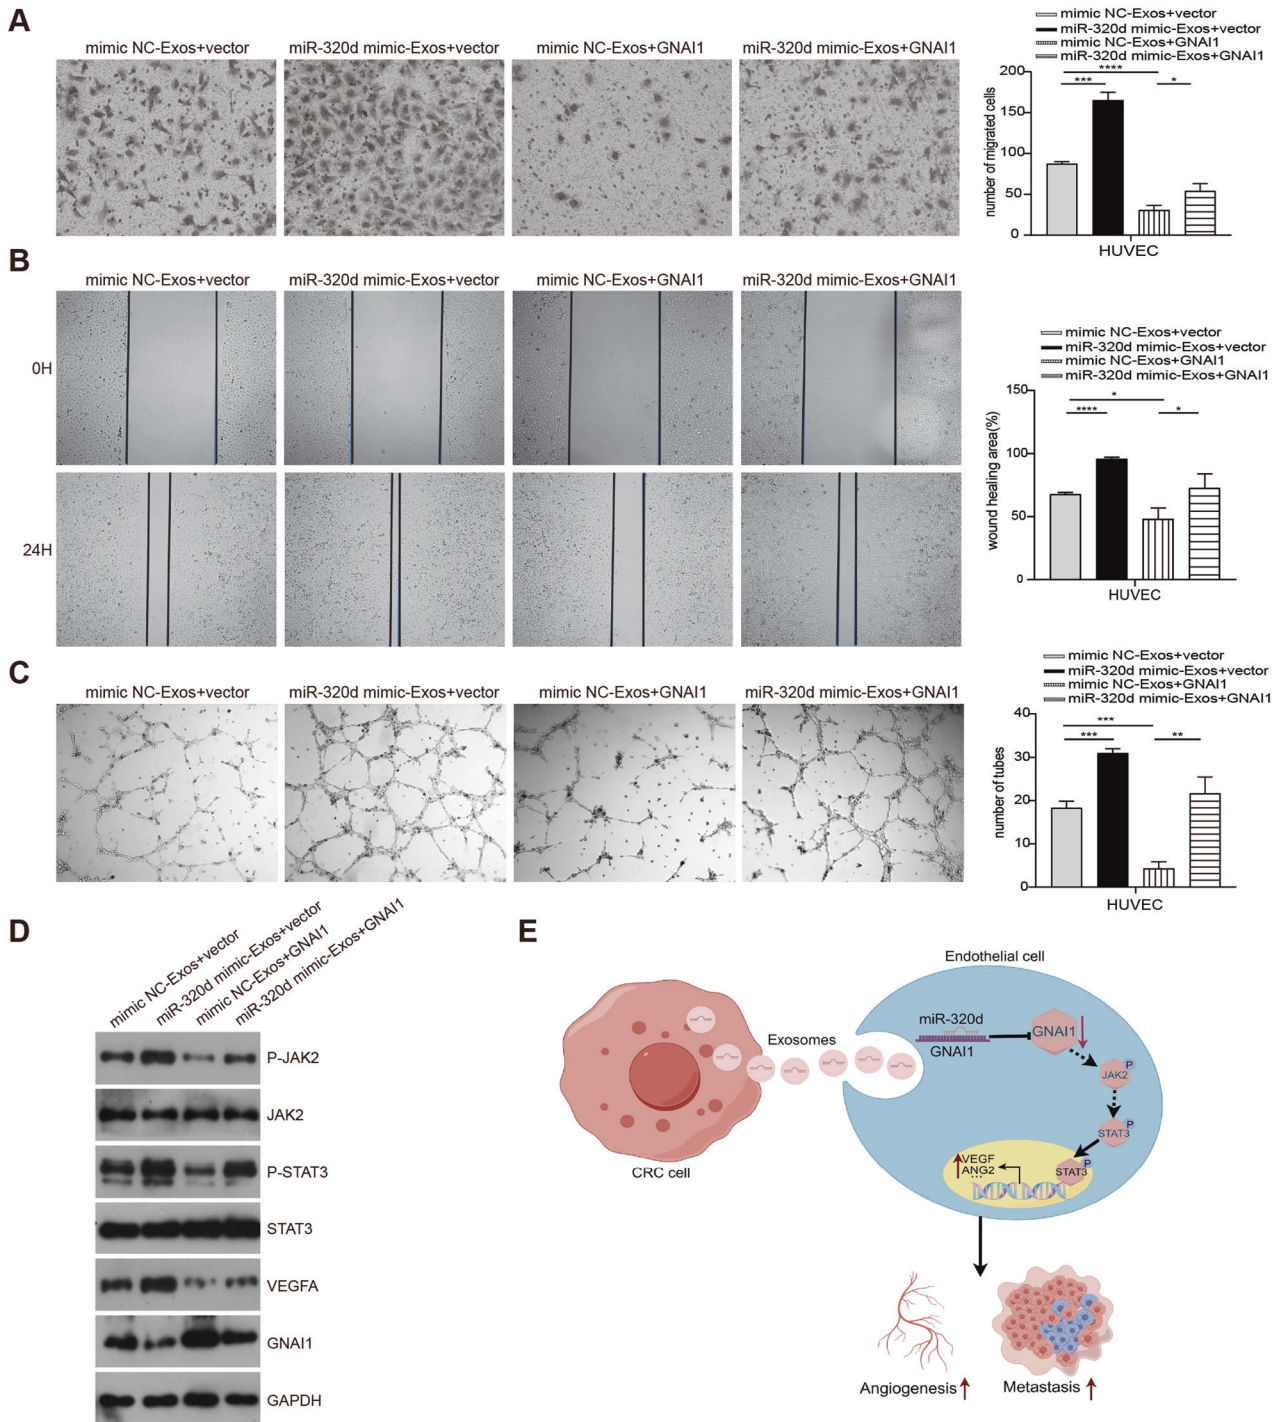 A
mimic NC-Exos+vector
miR-320d mimic-Exos+vector
mimic NC-Exos+GNAI1
miR-320d mimic-Exos+GNAI1
mimic NC-Exos+vector
miR-320d mimic-Exos+vector
mimic NC-Exos+GNAI1
miR-320d mimic-Exos+GNAI1
number of migrated cells
200
150
100
50
0
****
***
*
HUVEC
B
mimic NC-Exos+vector
miR-320d mimic-Exos+vector
mimic NC-Exos+GNAI1
miR-320d mimic-Exos+GNAI1
0H
24H
mimic NC-Exos+vector
miR-320d mimic-Exos+vector
mimic NC-Exos+GNAI1
miR-320d mimic-Exos+GNAI1
wound healing area(%)
150
100
50
0
*
****
*
HUVEC
C
mimic NC-Exos+vector
miR-320d mimic-Exos+vector
mimic NC-Exos+GNAI1
miR-320d mimic-Exos+GNAI1
mimic NC-Exos+vector
miR-320d mimic-Exos+vector
mimic NC-Exos+GNAI1
miR-320d mimic-Exos+GNAI1
number of tubes
40
30
20
10
0
***
***
**
HUVEC
D
mimic NC-Exos+vector
miR-320d mimic-Exos+vector
mimic NC-Exos+GNAI1
miR-320d mimic-Exos+GNAI1
P-JAK2
JAK2
P-STAT3
STAT3
VEGFA
GNAI1
GAPDH
E
Endothelial cell
miR-320d
GNAI1
GNAI1
Exosomes
JAK2
P
STAT3
P
STAT3
P
VEGF
ANG2
...
CRC cell
Angiogenesis
Metastasis